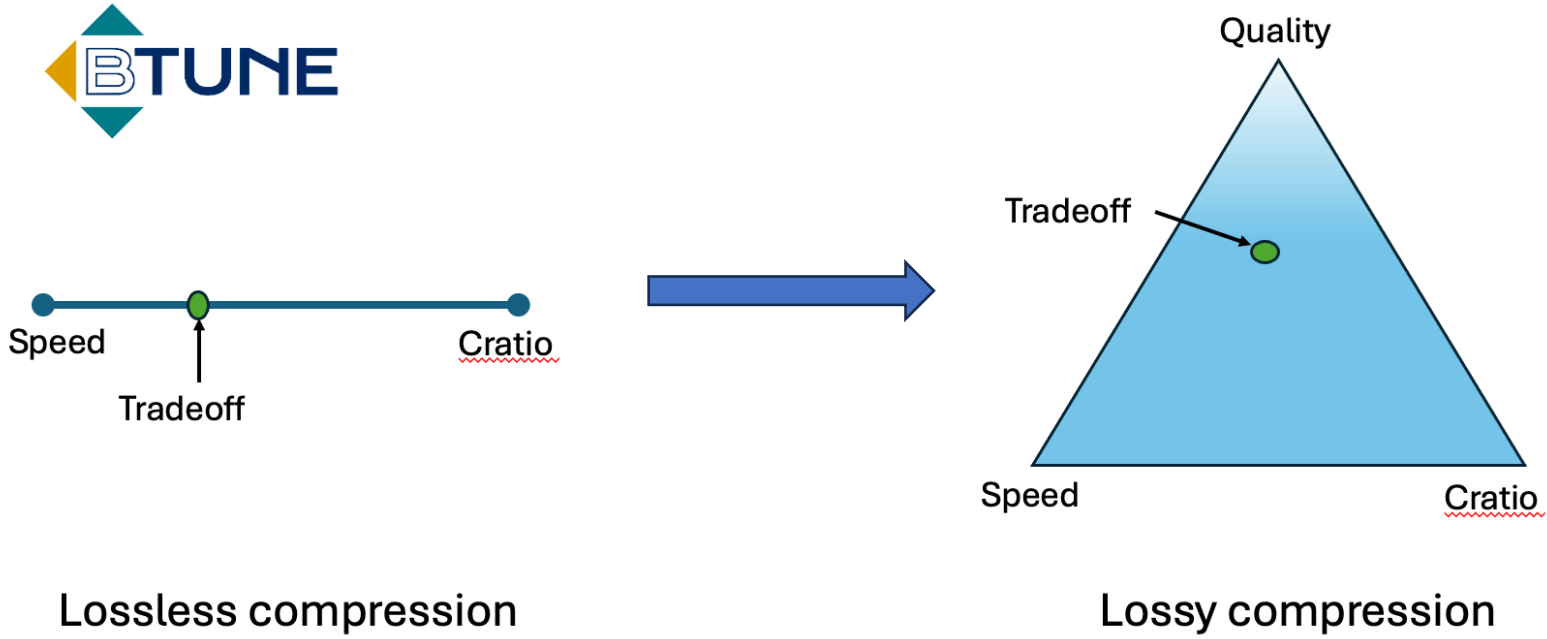 BTUNE
Speed
Cratio
Tradeoff
Lossless compression
Quality
Tradeoff
Speed
Cratio
Lossy compression